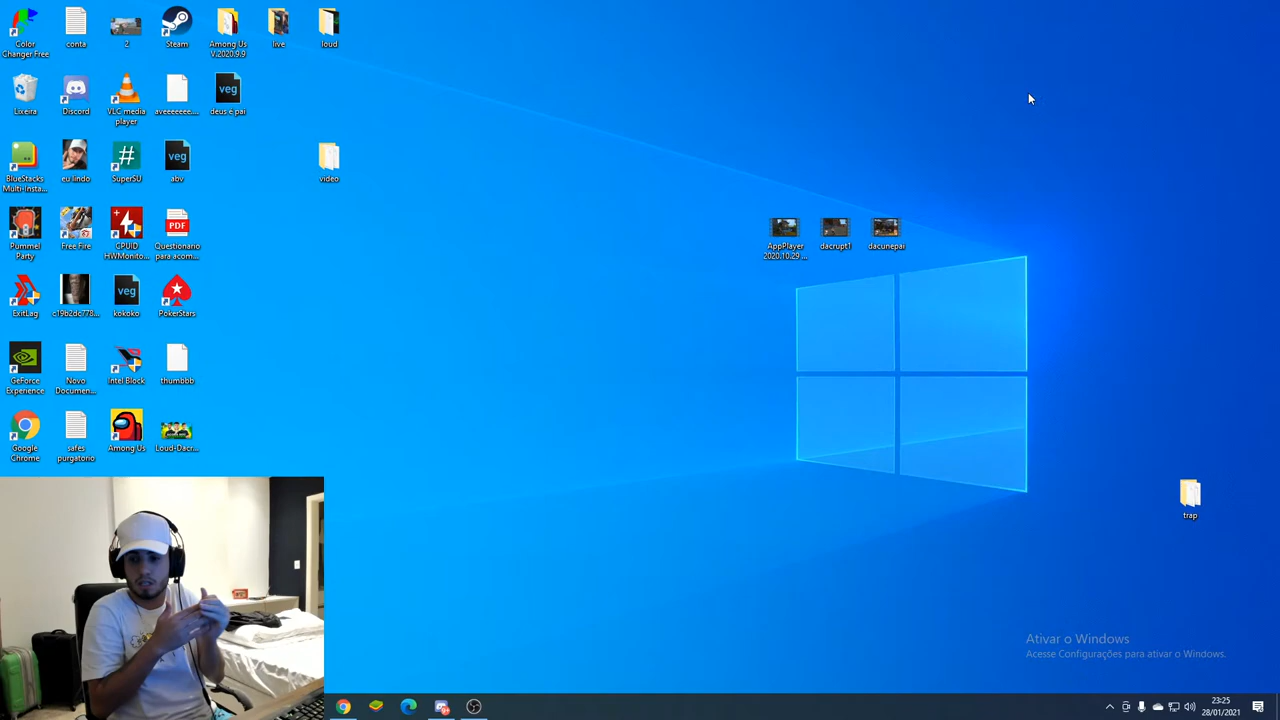 Color
Changer Free
conta
2
Steam
Among Us
V.2020.9.9
live
loud
Lixeira
Discord
VLC media
player
aveeeeeee....
veg
deus é pai
BlueStacks
Multi-Insta...
eu lindo
#
SuperSU
veg
abv
video
Pummel
Party
Free Fire
CPUID
HWMonito...
PDF
Questionario
para acom...
AppPlayer
2020.10.29 ...
dacrupt1
dacunepai
ExitLag
c19b2dc778...
veg
kokoko
PokerStars
GeForce
Experience
Novo
Documen...
Intel Block
thumbbb
Google
Chrome
safes
purgatorio
Among Us
Loud-Dacr...
trap
Ativar o Windows
Acesse Configurações para ativar o Windows.
23:25
28/01/2021